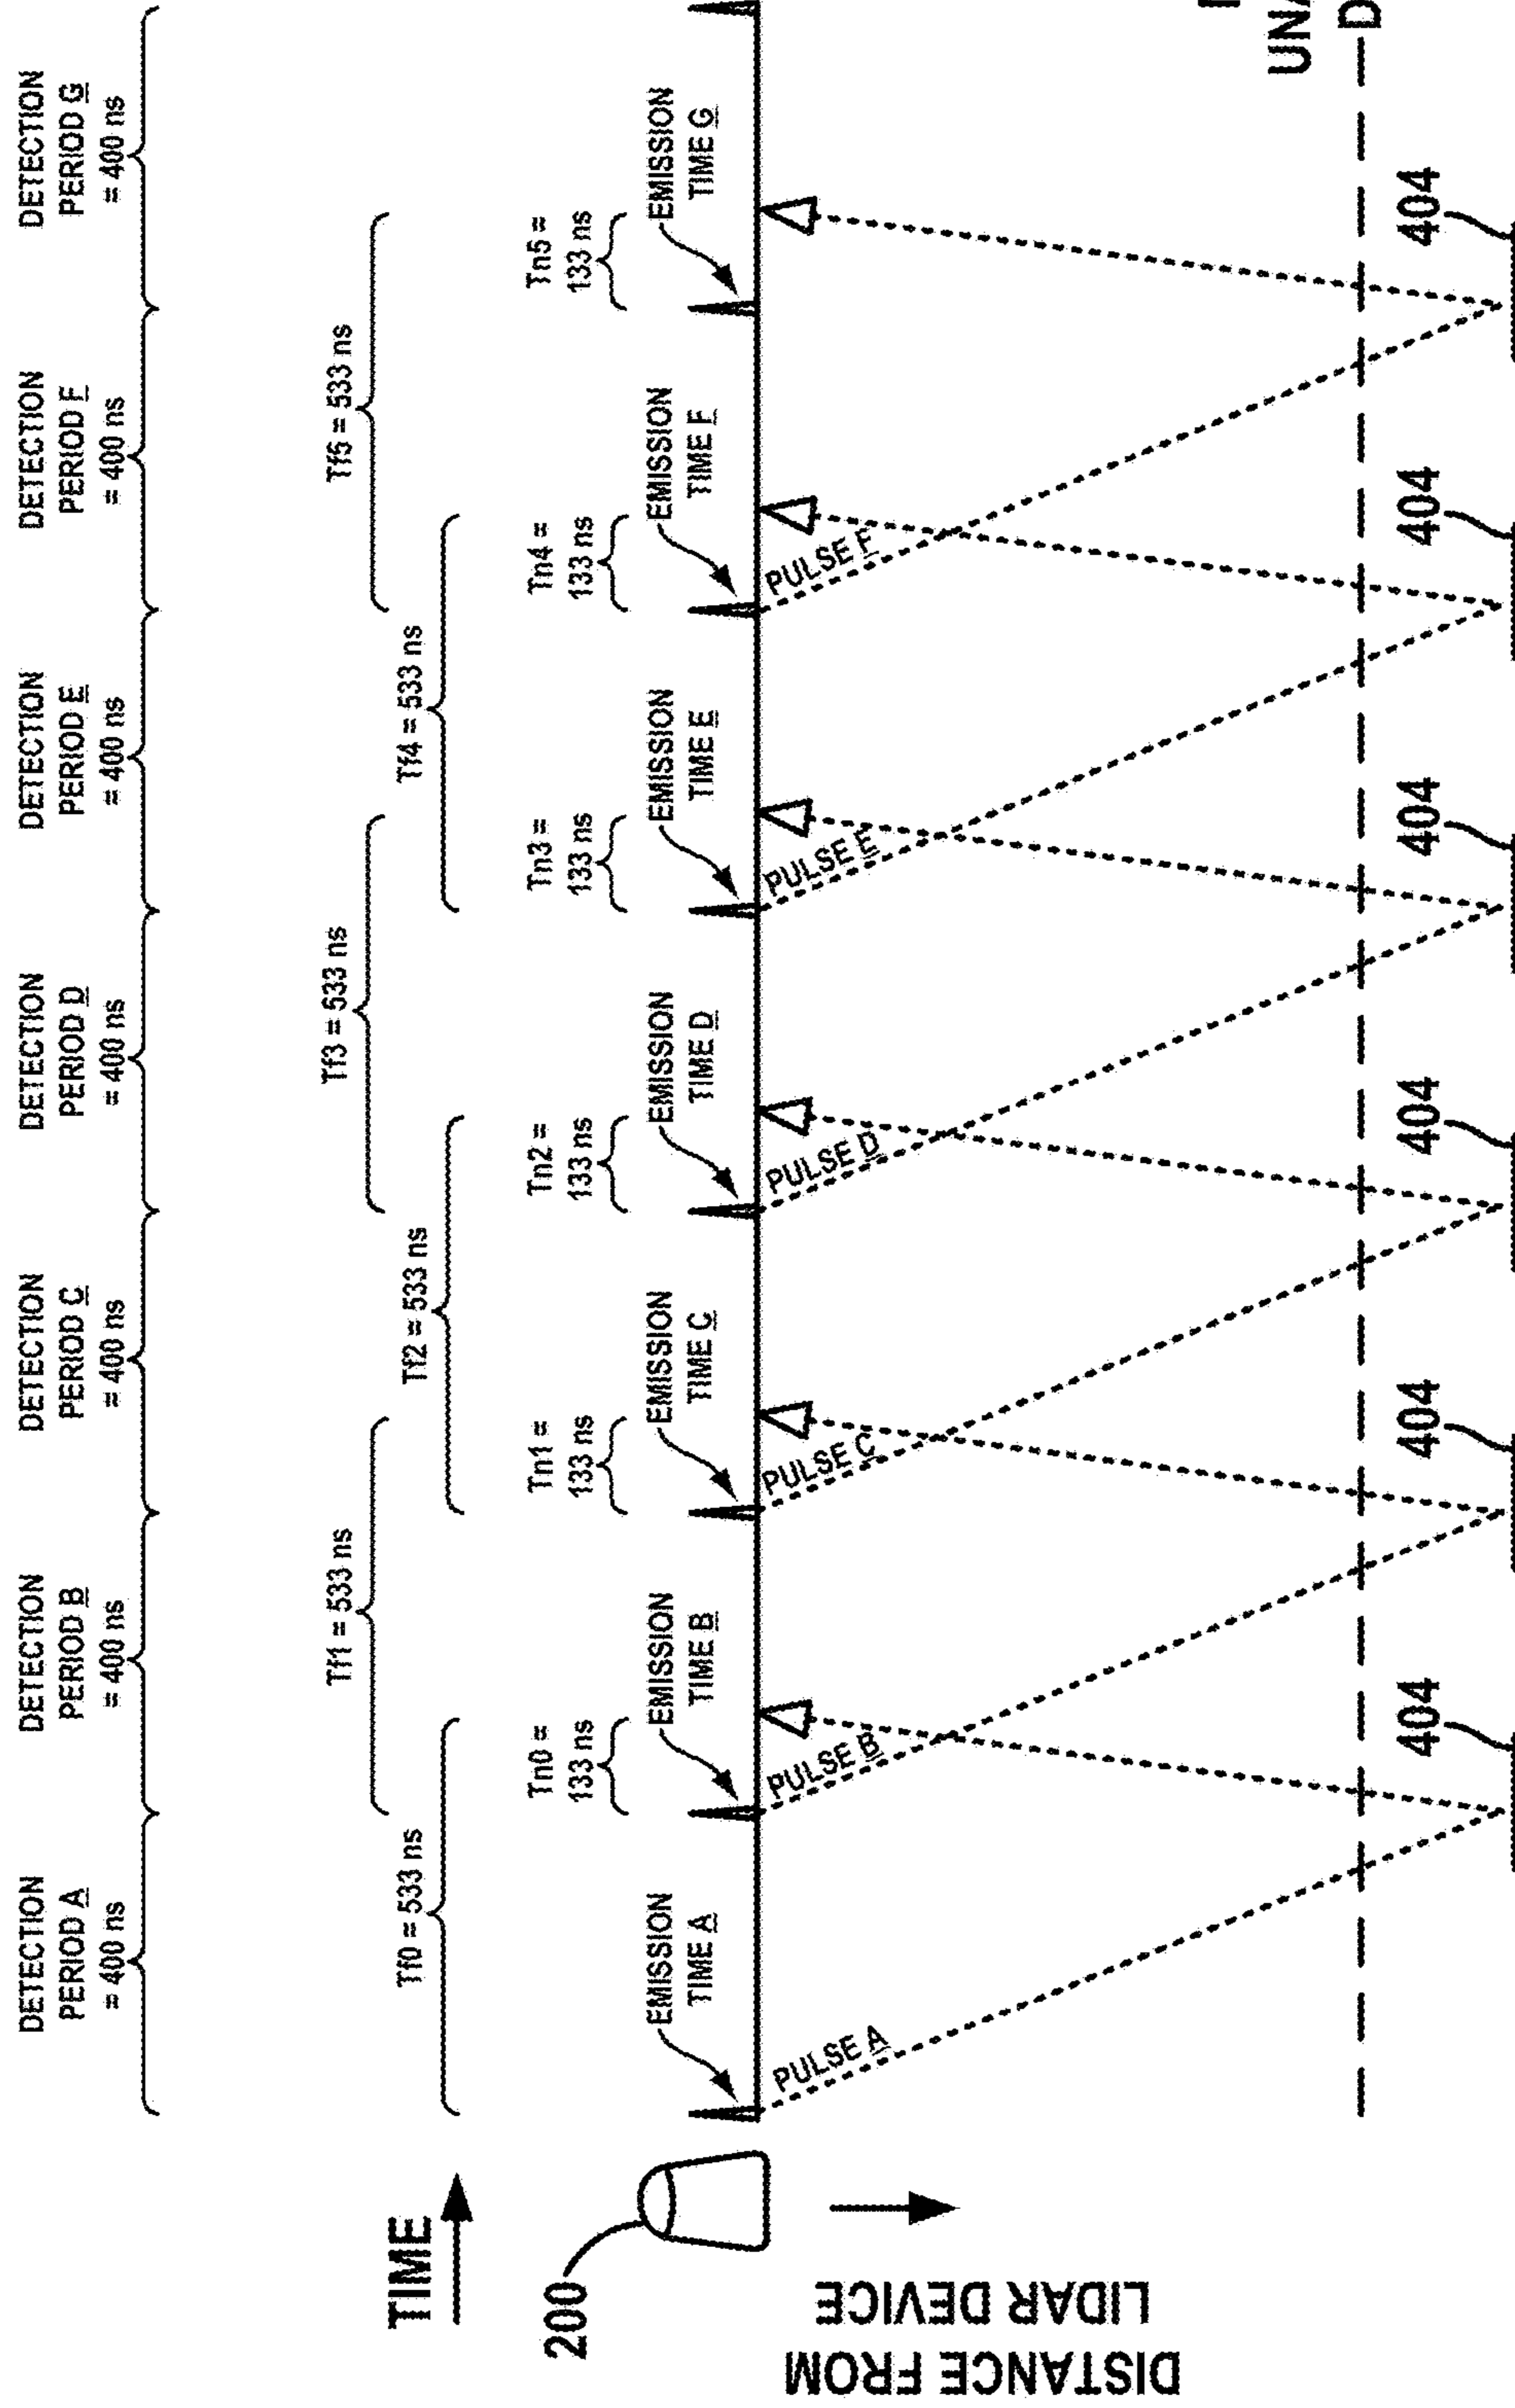 DETECTION
PERIOD A
= 400 ns
DETECTION
PERIOD B
= 400 ns
DETECTION
PERIOD C
= 400 ns
DETECTION
PERIOD D
= 400 ns
DETECTION
PERIOD E
= 400 ns
DETECTION
PERIOD F
= 400 ns
DETECTION
PERIOD G
= 400 ns
Tf1 = 533 ns
Tf3 = 533 ns
Tf5 = 533 ns
TIME
Tf0 = 533 ns
Tf2 = 533 ns
Tf4 = 533 ns
Tn0 =
133 ns
Tn1 =
133 ns
Tn2 =
133 ns
Tn3 =
133 ns
Tn4 =
133 ns
Tn5 =
133 ns
200
EMISSION
TIME A
EMISSION
TIME B
EMISSION
TIME C
EMISSION
TIME D
EMISSION
TIME E
EMISSION
TIME F
EMISSION
TIME G
PULSE A
PULSE B
PULSE C
PULSE D
PULSE E
PULSE F
DISTANCE FROM
LIDAR DEVICE
UNA
D
404
404
404
404
404
404